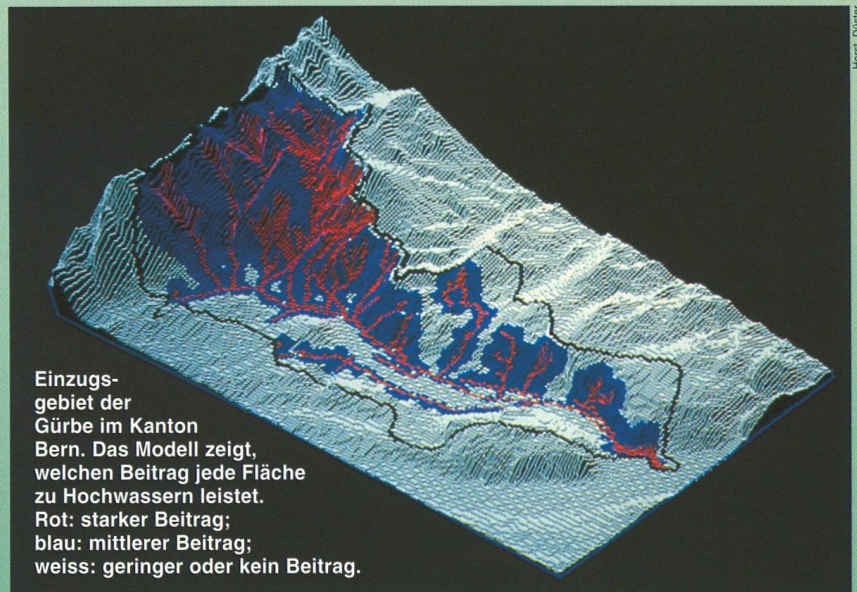 Einzugs-
gebiet der
Gürbe im Kanton
Bern. Das Modell zeigt,
welchen Beitrag jede Fläche
zu Hochwassern leistet.
Rot: starker Beitrag;
blau: mittlerer Beitrag;
weiss: geringer oder kein Beitrag.
Horst